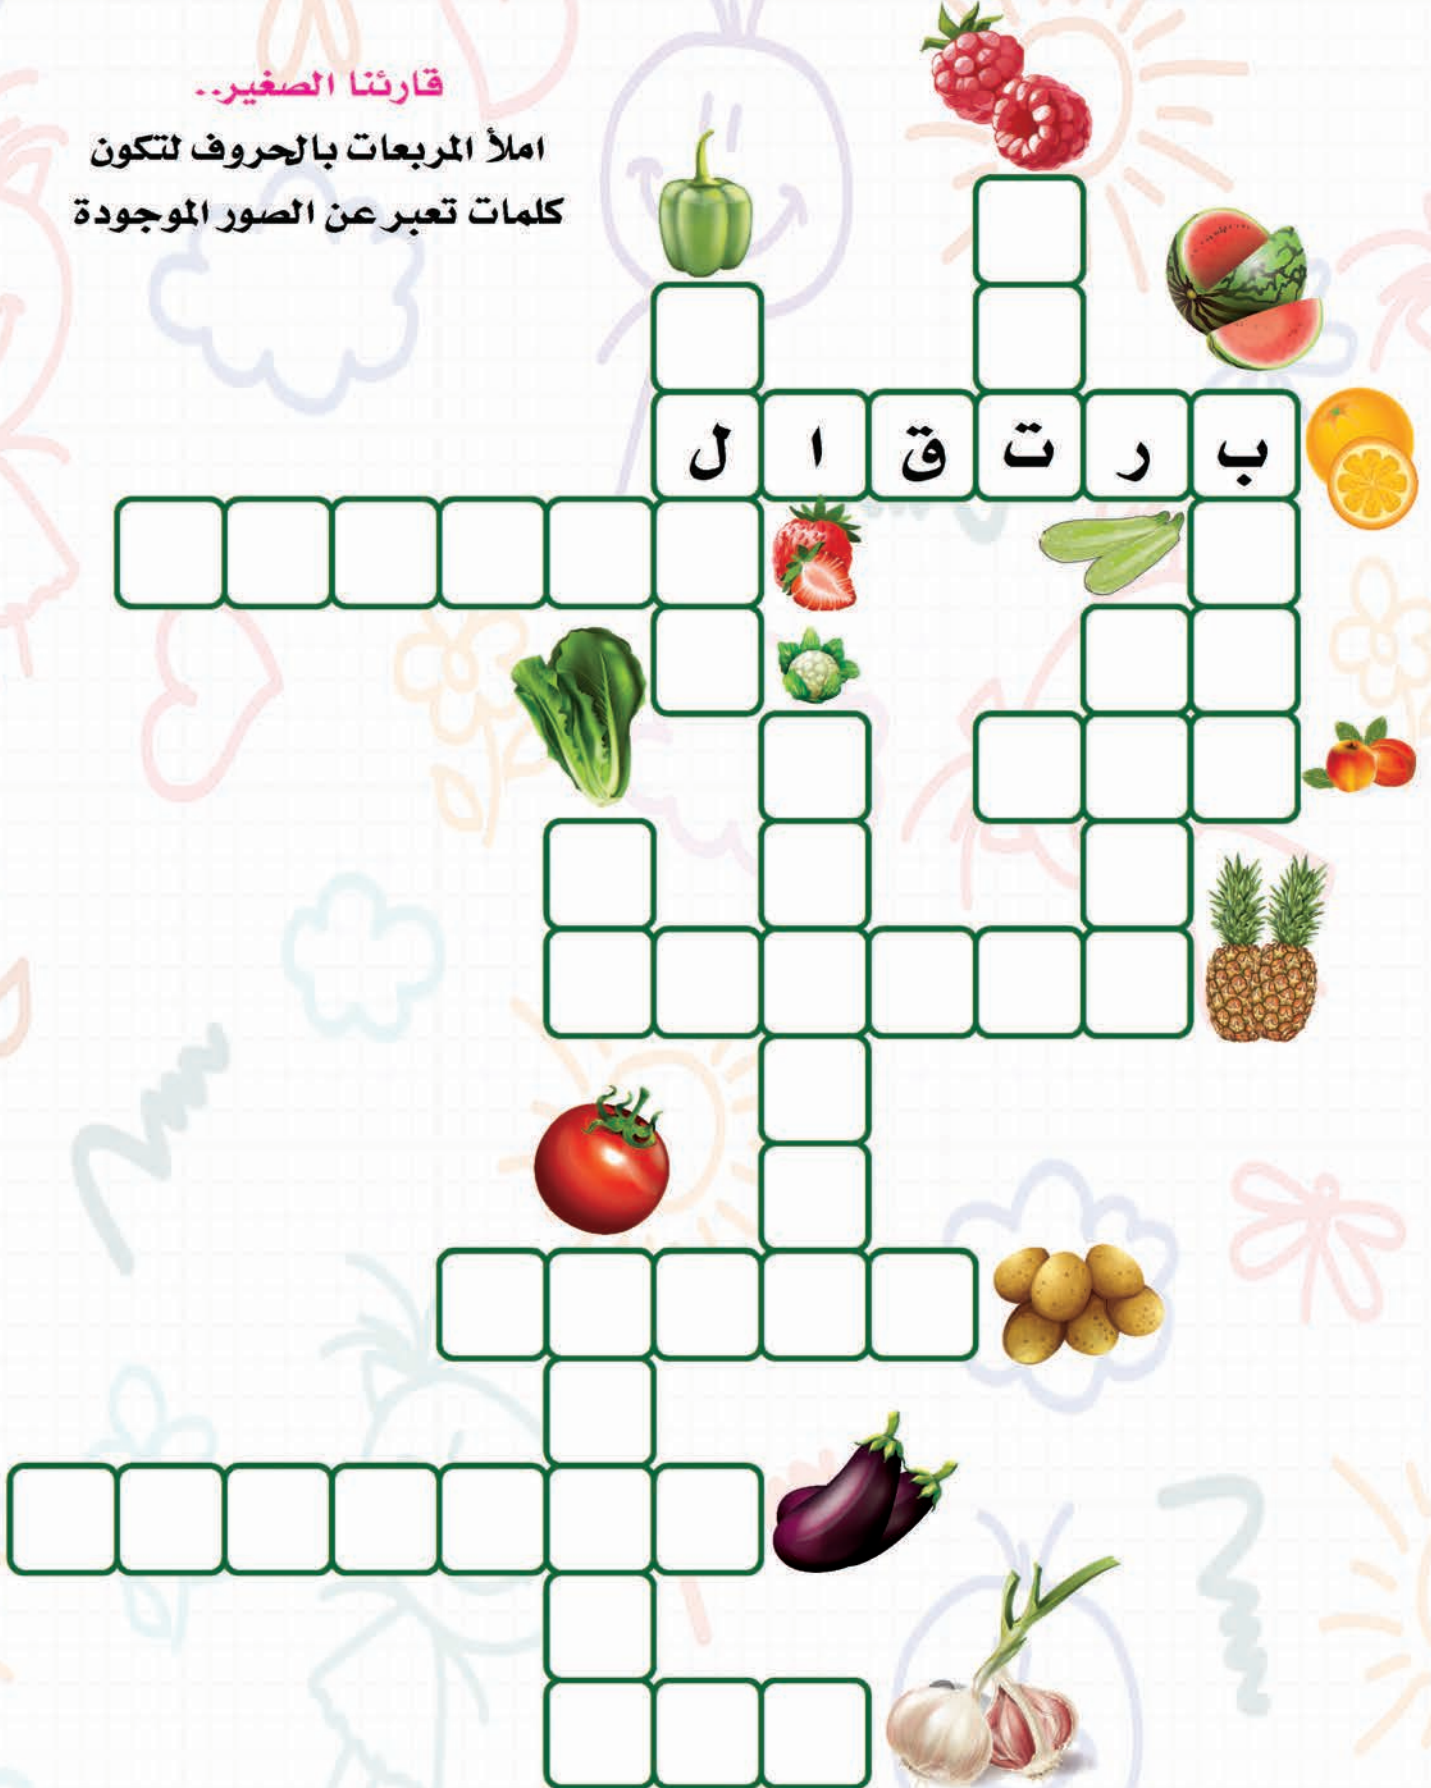 قارئنا الصغير..
املأ المربعات بالحروف لتكون
كلمات تعبر عن الصور الموجودة
ب ر ت ق ا ل